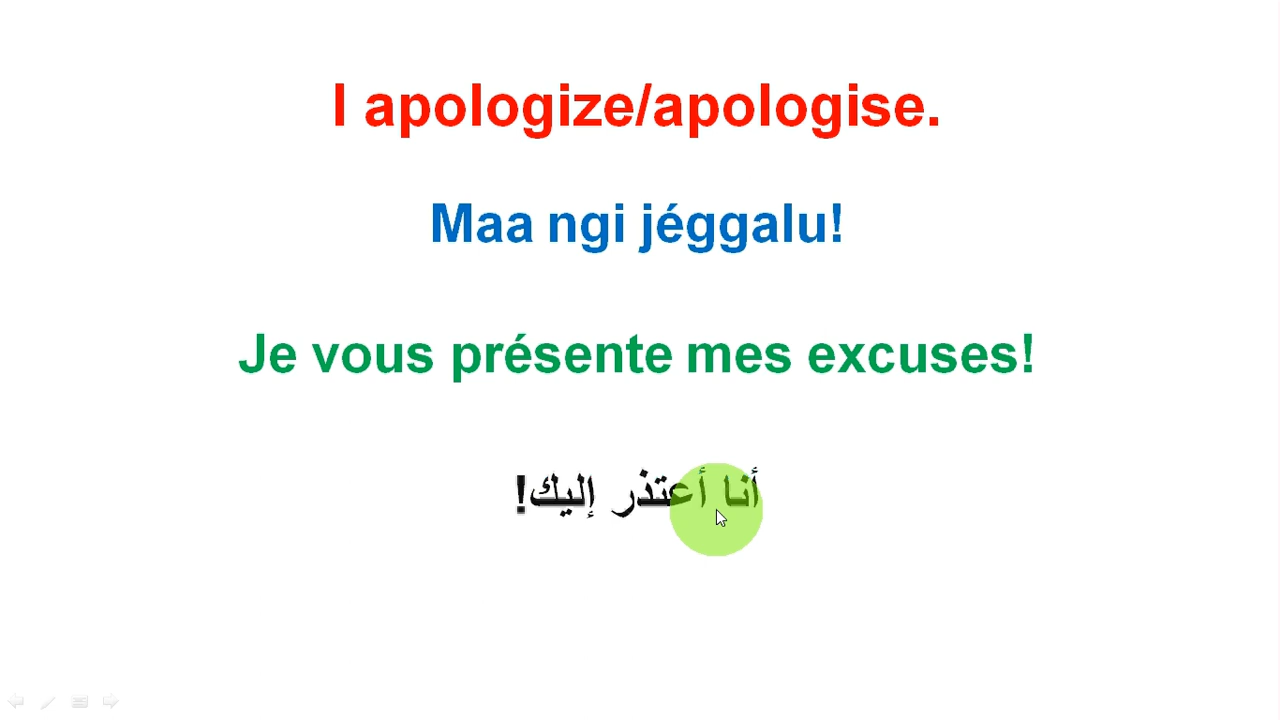 I apologize/apologise.
Maa ngi jéggalu!
Je vous présente mes excuses!
أنا أعتذر إليك!